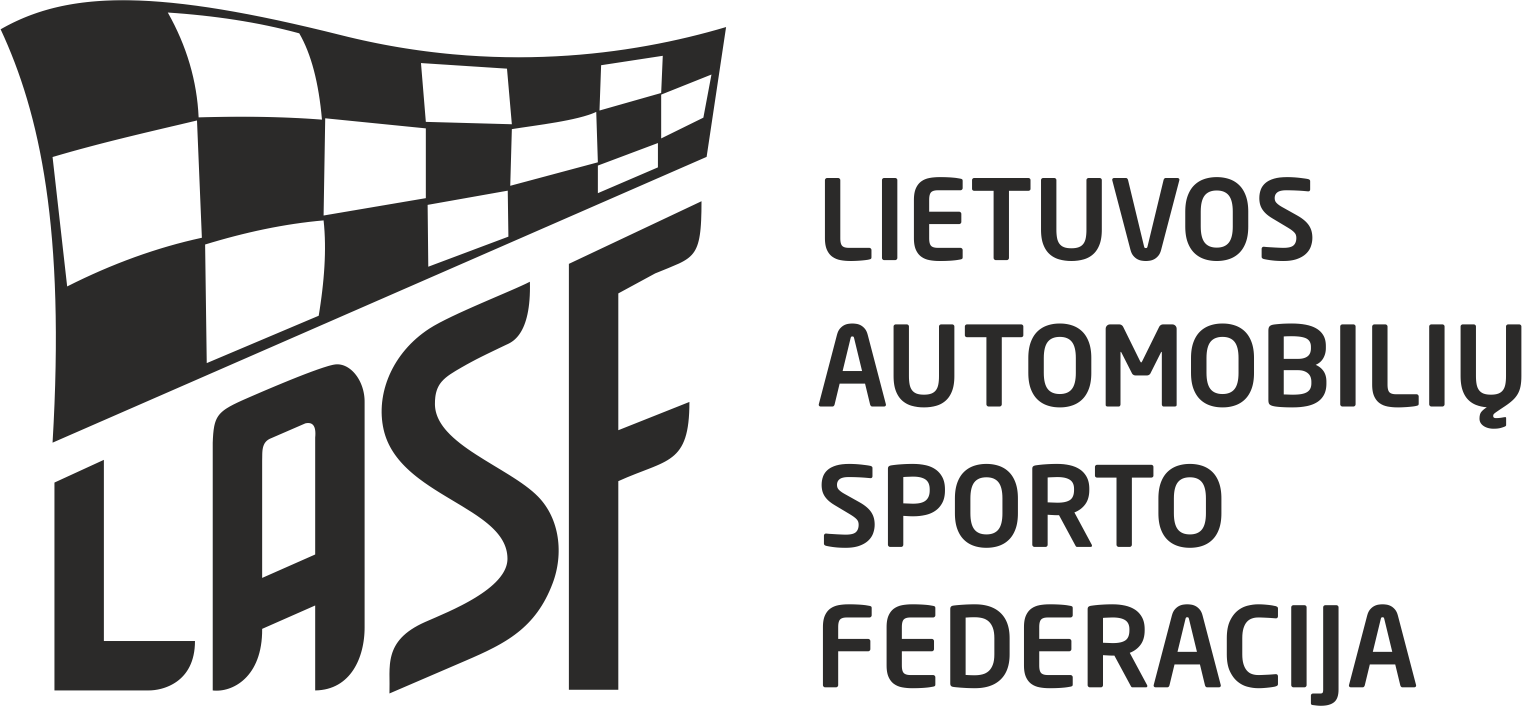 LASF
LIETUVOS
AUTOMOBILIŲ
SPORTO
FEDERACIJA